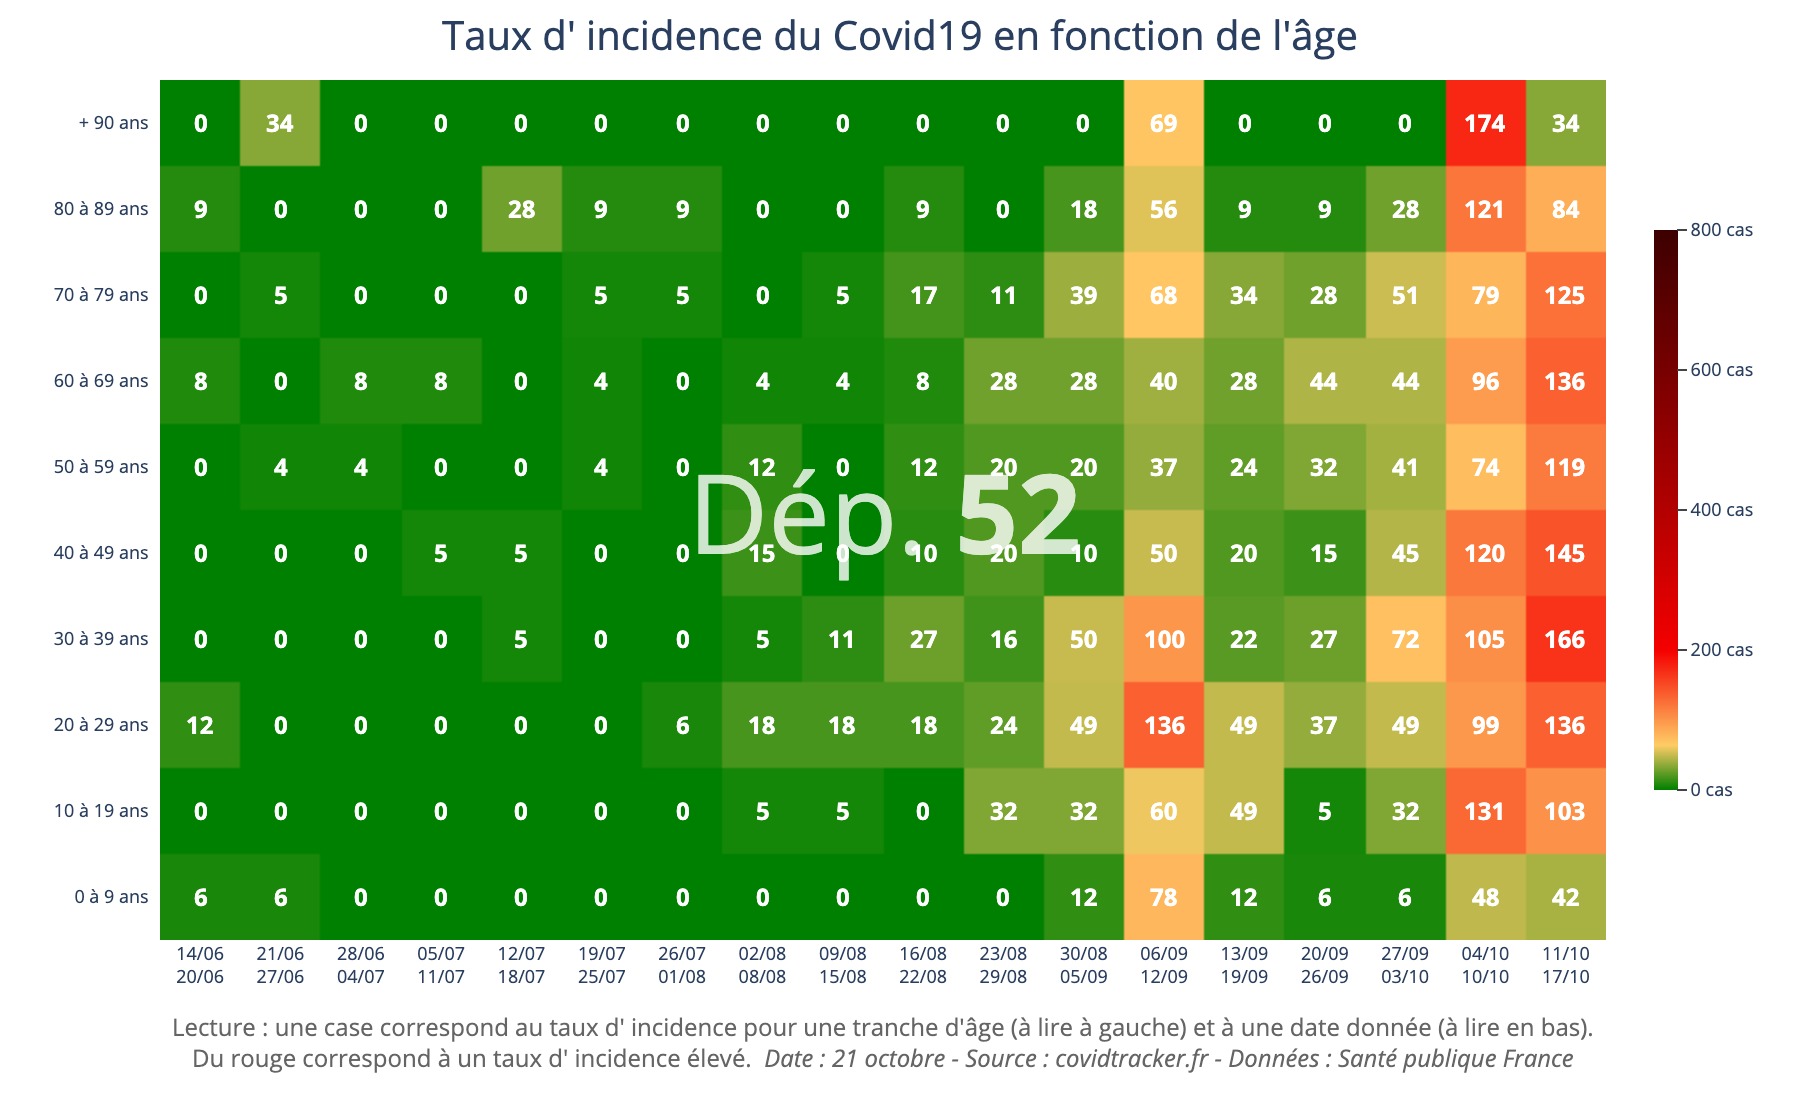 Taux d' incidence du Covid19 en fonction de l'âge
+ 90 ans 0 34 0 0 0 0 0 0 0 0 0 0 69 0 0 0 174 34
80 à 89 ans 9 0 0 0 28 9 9 0 0 9 0 18 56 9 9 28 121 84
800 cas
70 à 79 ans 0 5 0 0 0 5 5 0 5 17 11 39 68 34 28 51 79 125
600 cas
60 à 69 ans 8 0 8 8 0 4 0 4 4 8 28 28 40 28 44 44 96 136
50 à 59 ans 0 4 4 0 0 4 0 12 0 12 20 20 37 24 32 41 74 119
Dép. 52
400 cas
40 à 49 ans 0 0 0 5 5 0 0 15 0 10 20 10 50 20 15 45 120 145
30 à 39 ans 0 0 0 0 5 0 0 5 11 27 16 50 100 22 27 72 105 166
200 cas
20 à 29 ans 12 0 0 0 0 0 6 18 18 18 24 49 136 49 37 49 99 136
0 cas
10 à 19 ans 0 0 0 0 0 0 0 5 5 0 32 32 60 49 5 32 131 103
0 à 9 ans 6 6 0 0 0 0 0 0 0 0 0 12 78 12 6 6 48 42
14/06 21/06 28/06 05/07 12/07 19/07 26/07 02/08 09/08 16/08 23/08 30/08 06/09 13/09 20/09 27/09 04/10 11/10
20/06 27/06 04/07 11/07 18/07 25/07 01/08 08/08 15/08 22/08 29/08 05/09 12/09 19/09 26/09 03/10 10/10 17/10
Lecture : une case correspond au taux d' incidence pour une tranche d'âge (à lire à gauche) et à une date donnée (à lire en bas).
Du rouge correspond à un taux d' incidence élevé. Date : 21 octobre - Source : covidtracker.fr - Données : Santé publique France